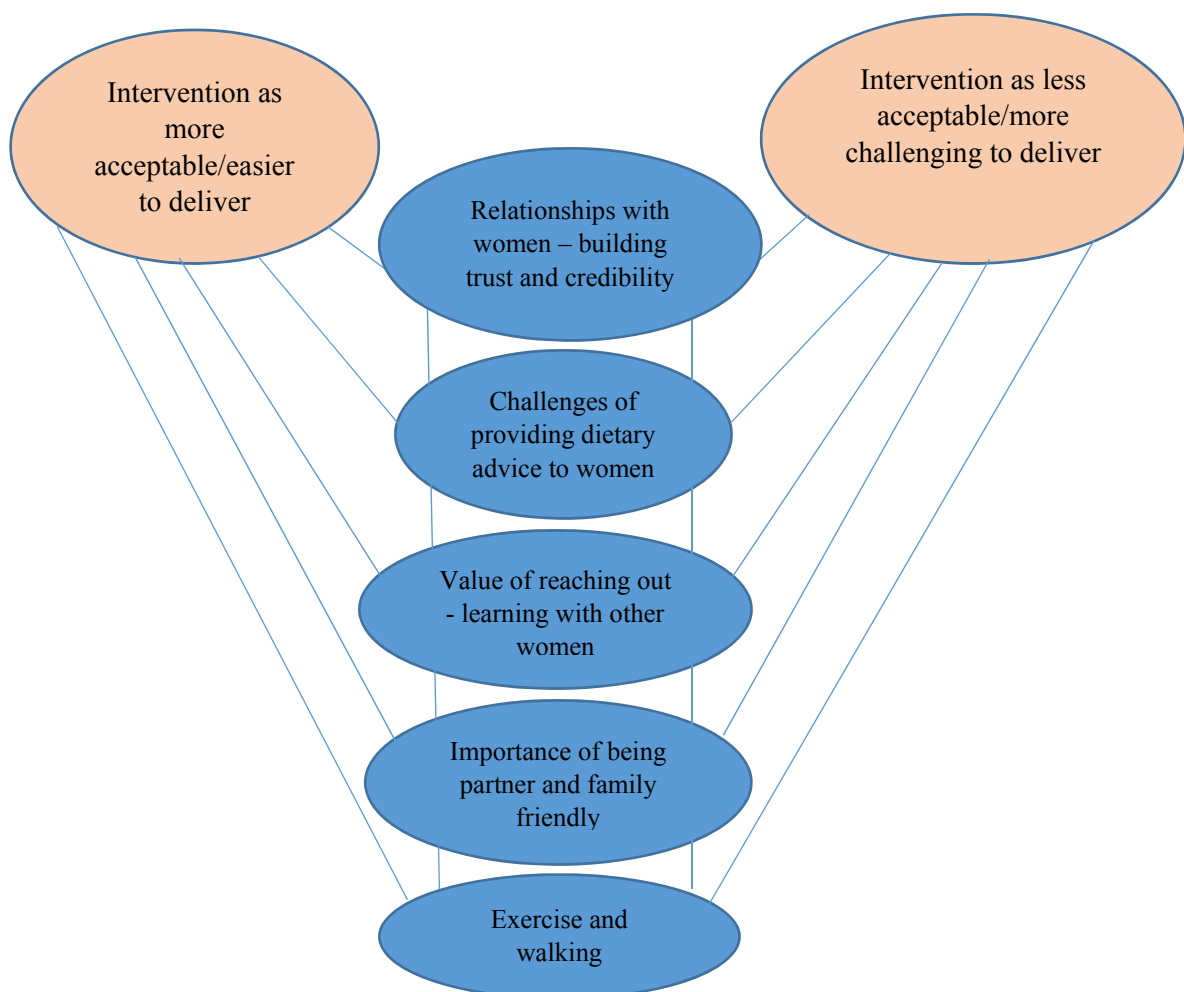 Intervention as
more
acceptable/easier
to deliver
Intervention as less
acceptable/more
challenging to deliver
Relationships with
women – building
trust and credibility
Challenges of
providing dietary
advice to women
Value of reaching out
- learning with other
women
Importance of being
partner and family
friendly
Exercise and
walking